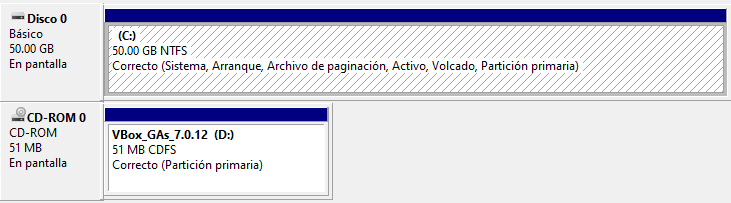 Disco 0
Básico
50.00 GB
En pantalla
(C:)
50.00 GB NTFS
Correcto (Sistema, Arranque, Archivo de paginación, Activo, Volcado, Partición primaria)
CD-ROM 0
CD-ROM
51 MB
En pantalla
VBox_GAs_7.0.12 (D:)
51 MB CDFS
Correcto (Partición primaria)